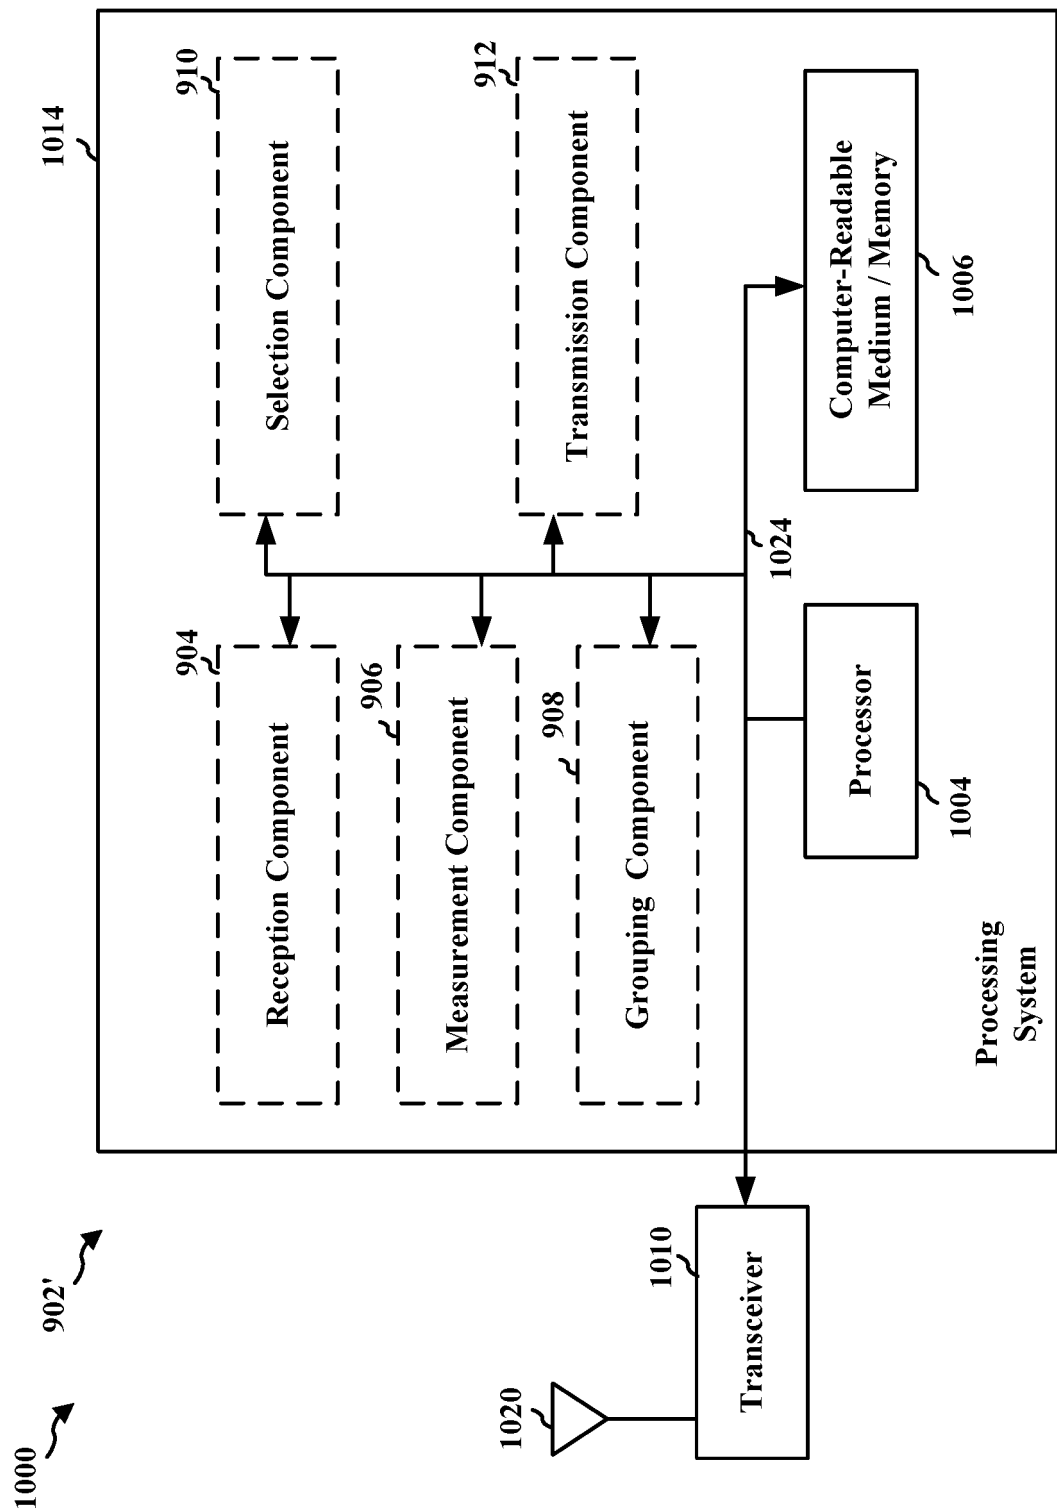 1000
902'
1014
904
Reception Component
910
Selection Component
906
Measurement Component
912
Transmission Component
908
Grouping Component
1020
1010
Transceiver
1024
Processor
1004
Computer-Readable
Medium / Memory
1006
Processing
System